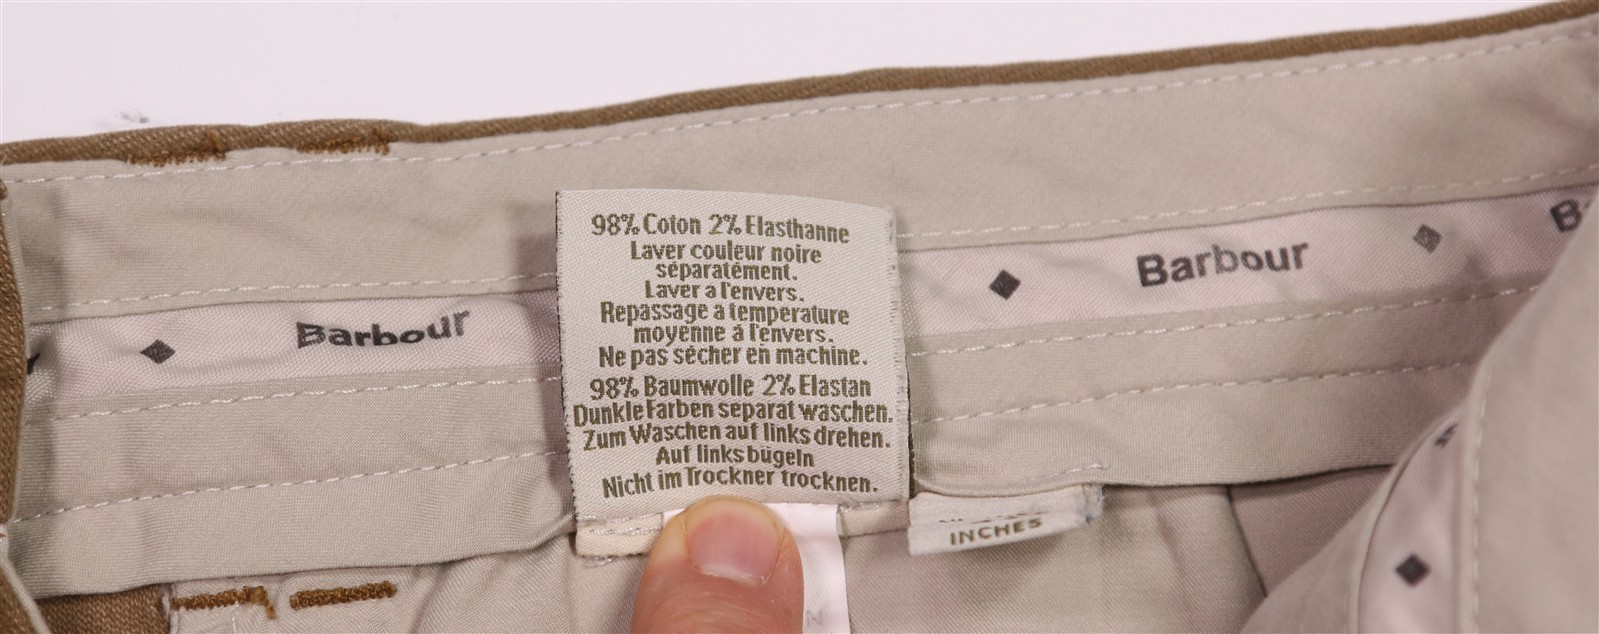 98% Coton 2% Elasthanne
Laver couleur noire
séparatément.
Laver a l'envers.
Repassage a température
moyenne á l'envers.
Ne pas sécher en machine.
98% Baumwolle 2% Elastan
Dunkle Farben separat waschen.
Zum Waschen auf links drehen.
Auf links bügeln
Nicht im Trockner trocknen.
Barbour
Barbour
INCHES